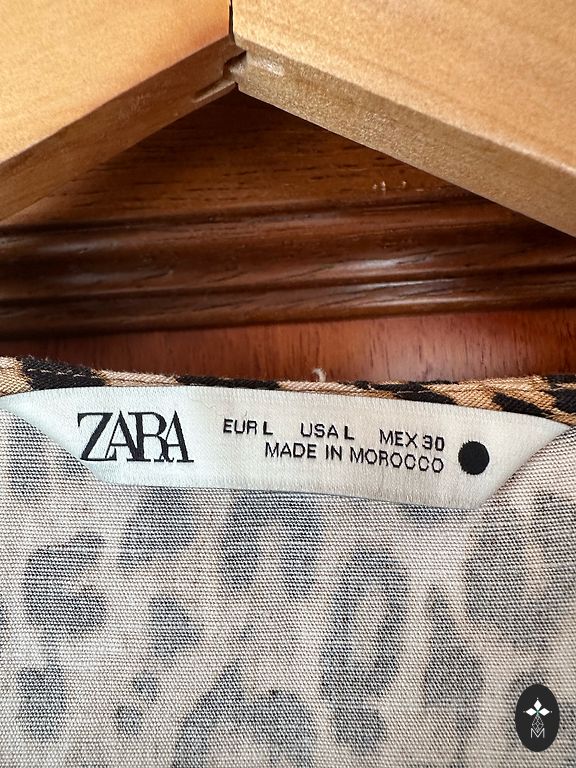 ZARA
EUR L USA L MEX 30
MADE IN MOROCCO
M